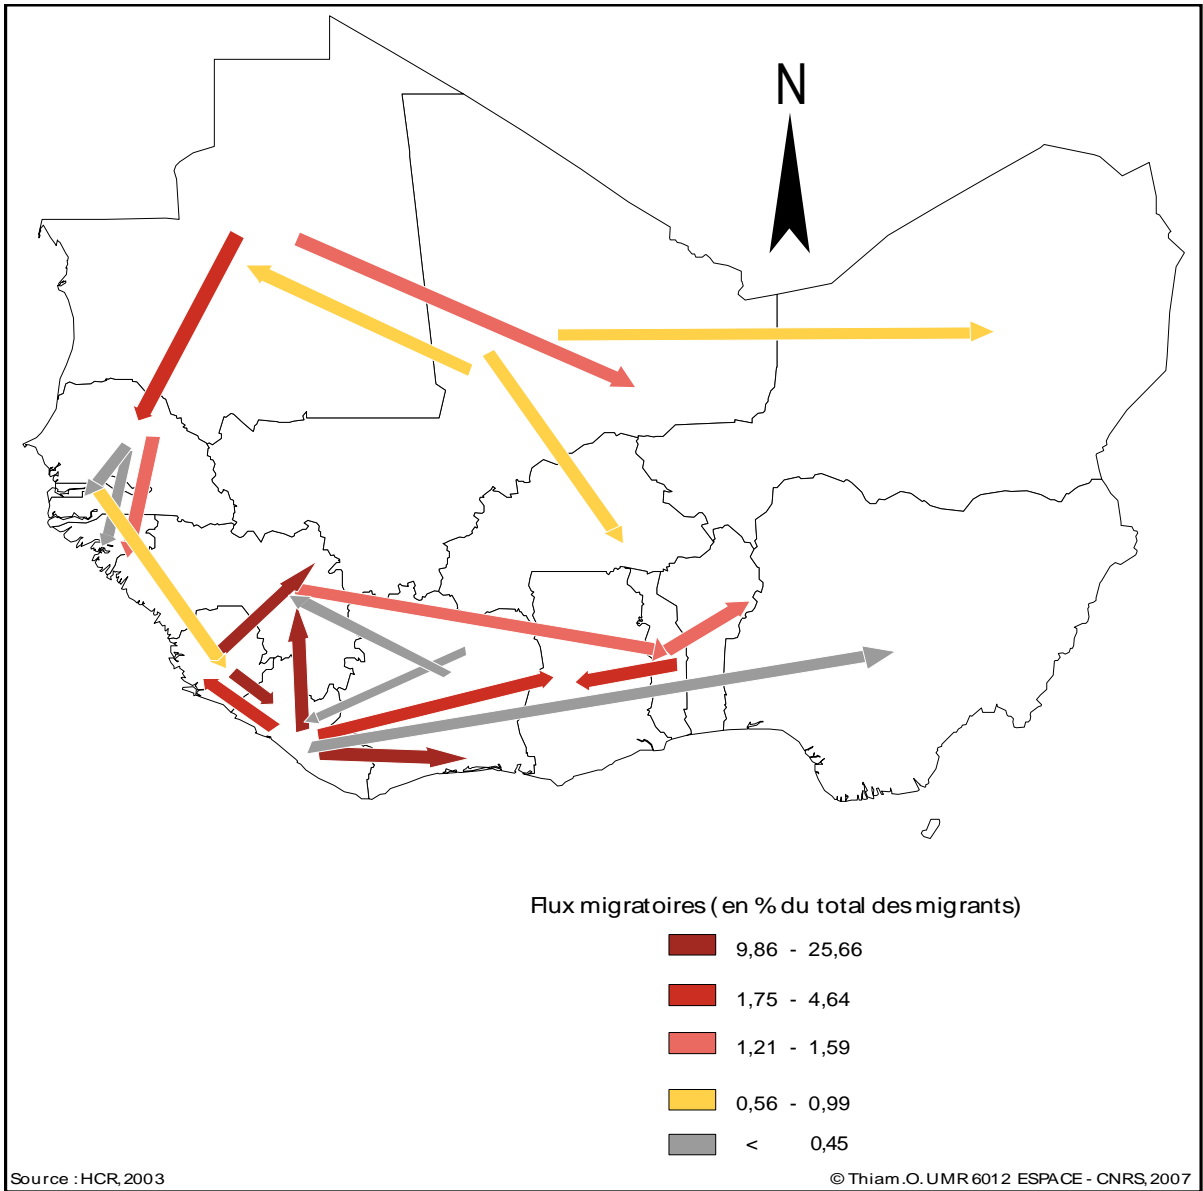 N
Flux migratoires ( en % du total des migrants)
9,86 - 25,66
1,75 - 4,64
1,21 - 1,59
0,56 - 0,99
< 0,45
Source : HCR, 2003
© Thiam.O. UMR 6012 ESPACE - CNRS, 2007